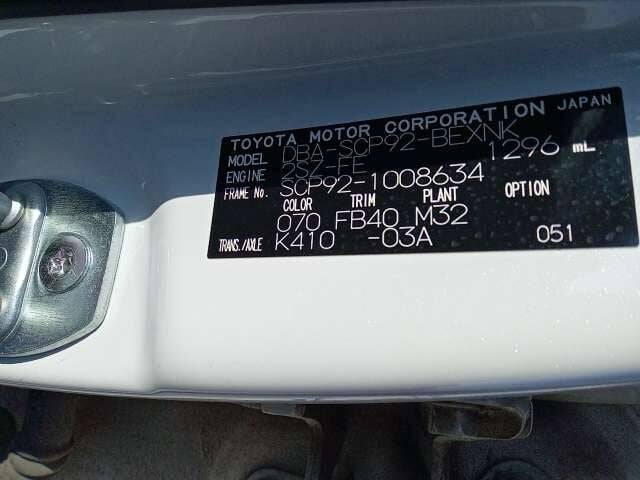 TOYOTA MOTOR CORPORATION JAPAN
MODEL DBA-SCP92-BEXNK
ENGINE 2SZ-FE 1296 mL
FRAME No. SCP92-1008634
COLOR TRIM PLANT OPTION
070 FB40 M32
TRANS./AXLE K410 -03A 051